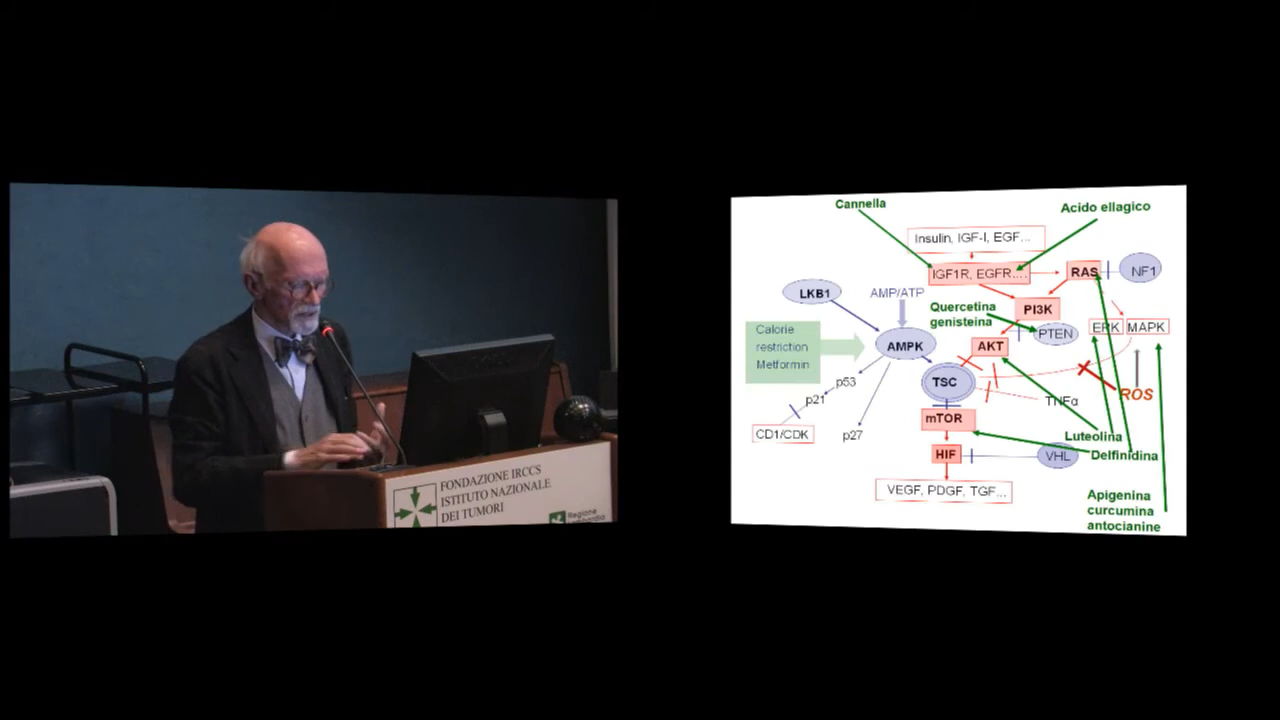 FONDAZIONE IRCCS
ISTITUTO NAZIONALE
DEI TUMORI
Regione
Lombardia
Cannella
Acido ellagico
Insulin, IGF-I, EGF...
IGF1R, EGFR....
RAS
NF1
LKB1
AMP/ATP
Quercetina
genisteina
PI3K
PTEN
ERK
MAPK
Calorie
restriction
Metformin
AMPK
AKT
p53
TSC
p21
TNFα
ROS
CD1/CDK
p27
mTOR
Luteolina
HIF
VHL
Delfinidina
VEGF, PDGF, TGF...
Apigenina
curcumina
antocianine